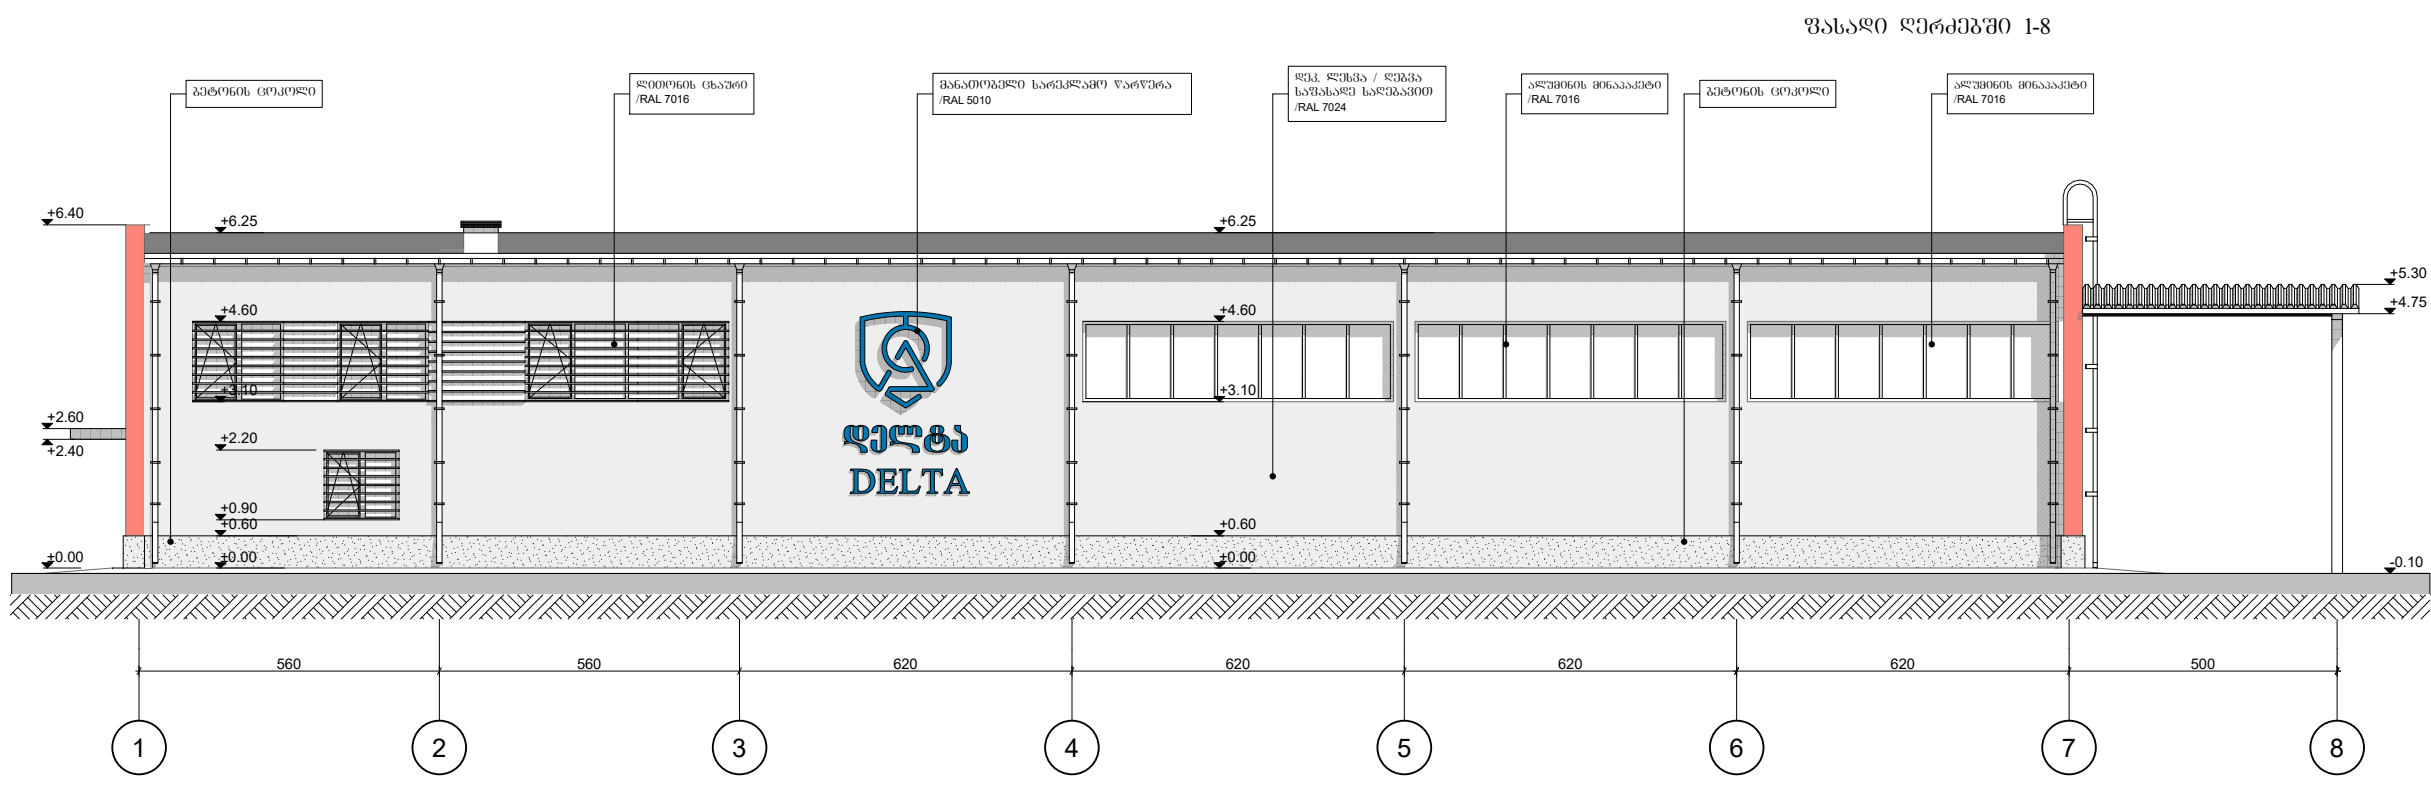 ფასადი ღერძებში 1-8
ბეტონის ცოკოლი
ლითონის ცხაური
/RAL 7016
მანათობელი სარეკლამო წარწერა
/RAL 5010
დეკ. ლესვა / ღებვა
საფასადე საღებავით
/RAL 7024
ალუმინის მინაპაკეტი
/RAL 7016
ბეტონის ცოკოლი
ალუმინის მინაპაკეტი
/RAL 7016
+6.40
+6.25
+6.25
+5.30
+4.75
+4.60
+4.60
+3.10
+3.10
+2.60
+2.40
+2.20
დელტა
DELTA
+0.90
+0.60
+0.60
+0.00
+0.00
+0.00
-0.10
560 560 620 620 620 620 500
1 2 3 4 5 6 7 8